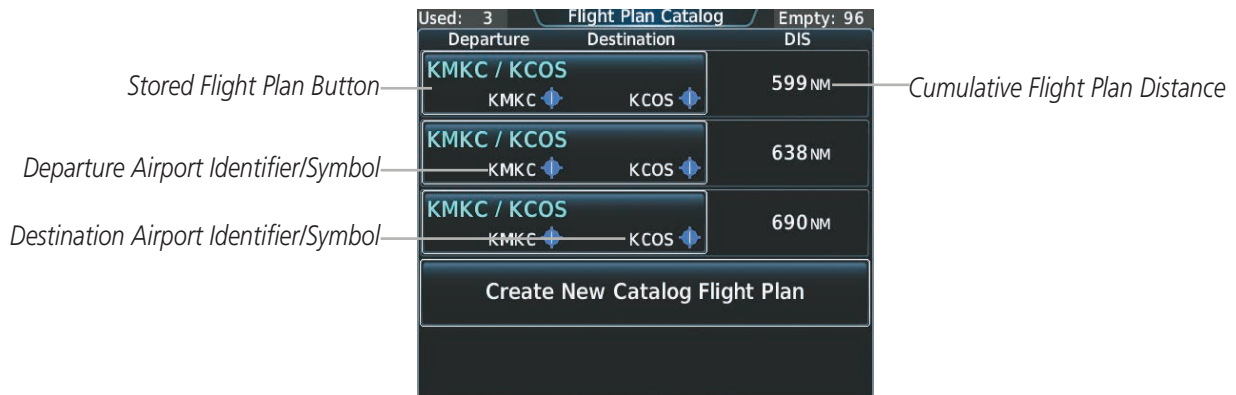 Used: 3 Flight Plan Catalog Empty: 96
Departure Destination DIS
KMKC / KCOS
KMKC KCOS
599 NM
Stored Flight Plan Button
Cumulative Flight Plan Distance
KMKC / KCOS
KMKC KCOS
638 NM
Departure Airport Identifier/Symbol
KMKC / KCOS
KMKC KCOS
690 NM
Destination Airport Identifier/Symbol
Create New Catalog Flight Plan